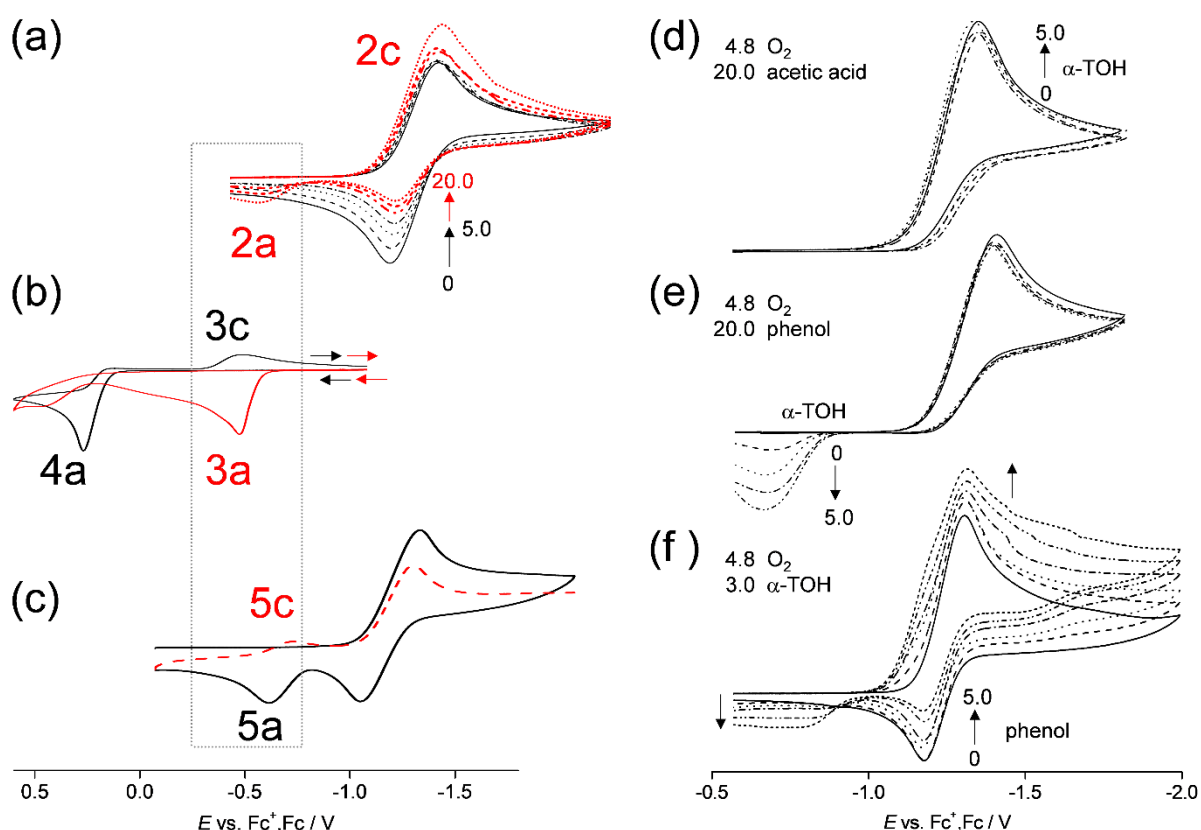 (a)
2c
20.0
5.0
0
2a
(b)
3c
4a
3a
(c)
5c
5a
0.5 0.0 -0.5 -1.0 -1.5
E vs. Fc⁺,Fc / V
(d)
4.8 O₂
20.0 acetic acid
5.0
α-TOH
0
(e)
4.8 O₂
20.0 phenol
α-TOH
0
5.0
(f)
4.8 O₂
3.0 α-TOH
5.0
phenol
0
-0.5 -1.0 -1.5 -2.0
E vs. Fc⁺,Fc / V